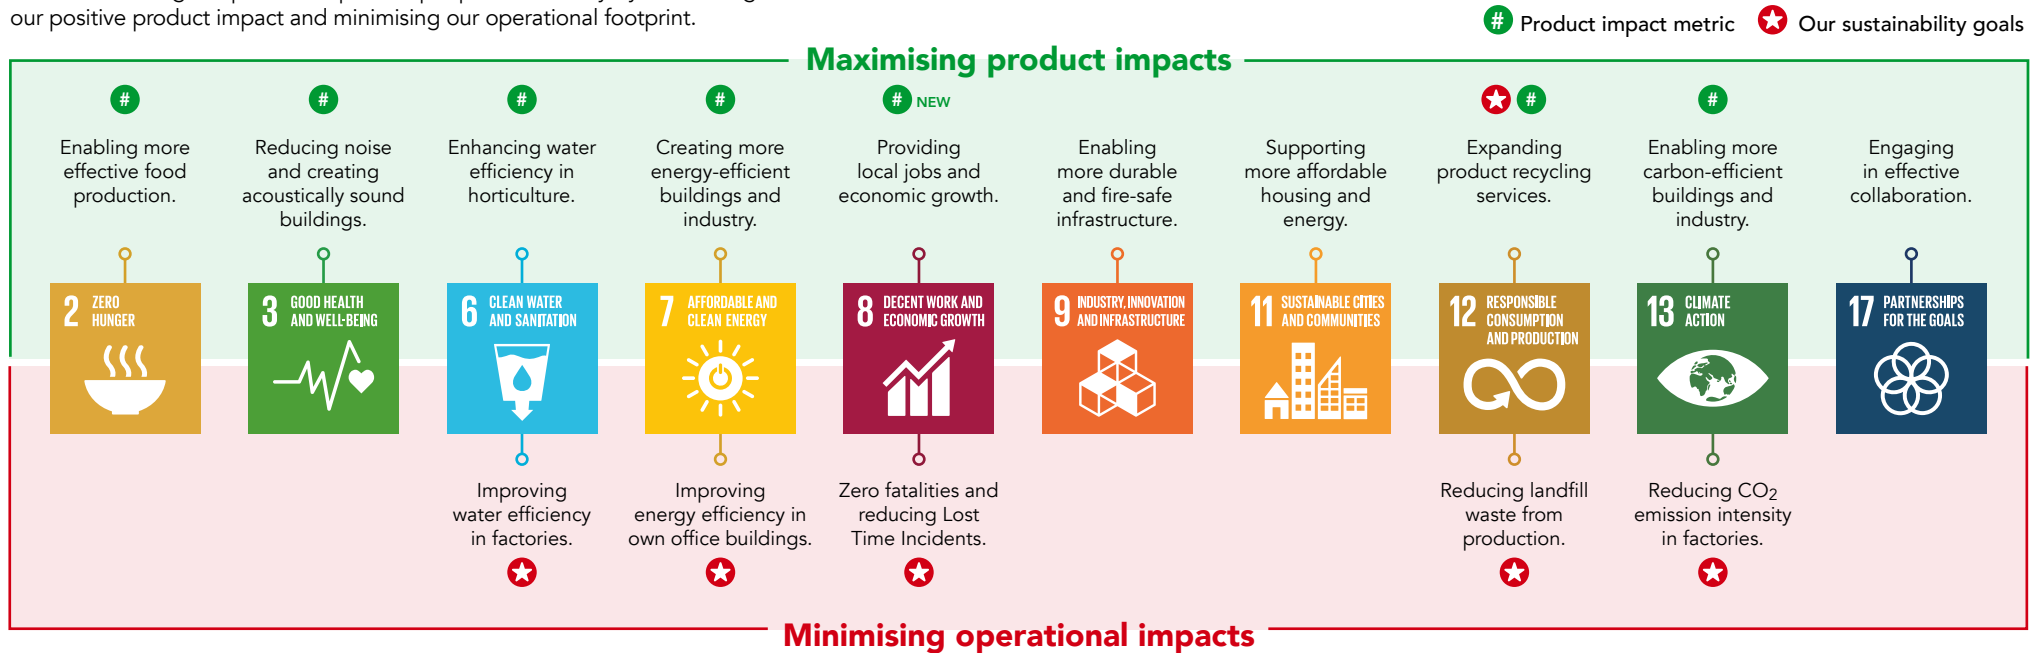 our positive product impact and minimising our operational footprint.
# Product impact metric Our sustainability goals
Maximising product impacts
#
Enabling more
effective food
production.
#
Reducing noise
and creating
acoustically sound
buildings.
#
Enhancing water
efficiency in
horticulture.
#
Creating more
energy-efficient
buildings and
industry.
# NEW
Providing
local jobs and
economic growth.
Enabling
more durable
and fire-safe
infrastructure.
Supporting
more affordable
housing and
energy.
#
Expanding
product recycling
services.
#
Enabling more
carbon-efficient
buildings and
industry.
Engaging
in effective
collaboration.
2 ZERO
HUNGER
3 GOOD HEALTH
AND WELL-BEING
6 CLEAN WATER
AND SANITATION
7 AFFORDABLE AND
CLEAN ENERGY
8 DECENT WORK AND
ECONOMIC GROWTH
9 INDUSTRY, INNOVATION
AND INFRASTRUCTURE
11 SUSTAINABLE CITIES
AND COMMUNITIES
12 RESPONSIBLE
CONSUMPTION
AND PRODUCTION
13 CLIMATE
ACTION
17 PARTNERSHIPS
FOR THE GOALS
Improving
water efficiency
in factories.
Improving
energy efficiency in
own office buildings.
Zero fatalities and
reducing Lost
Time Incidents.
Reducing landfill
waste from
production.
Reducing CO2
emission intensity
in factories.
Minimising operational impacts